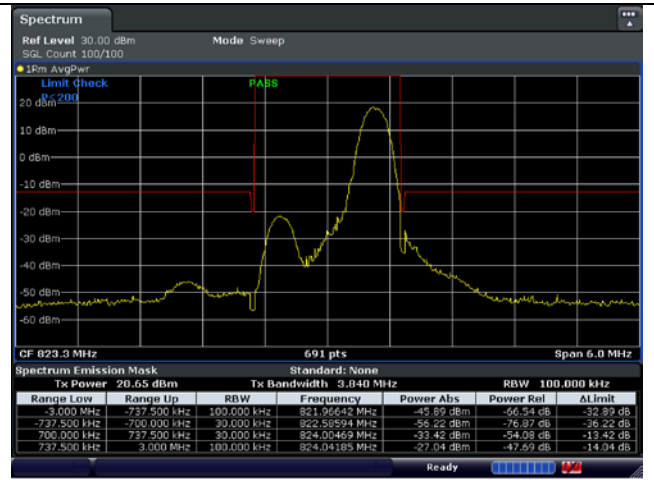 Spectrum
Ref Level 30.00 dBm Mode Sweep
SGL Count 100/100
1Rm AvgPwr
Limit Check PASS
P<200
20 dBm
10 dBm
0 dBm
-10 dBm
-20 dBm
-30 dBm
-40 dBm
-50 dBm
-60 dBm
CF 823.3 MHz 691 pts Span 6.0 MHz
Spectrum Emission Mask Standard: None
Tx Power 20.65 dBm Tx Bandwidth 3.840 MHz RBW 100.000 kHz
Range Low Range Up RBW Frequency Power Abs Power Rel ΔLimit
-3.000 MHz -737.500 kHz 100.000 kHz 821.96642 MHz -45.89 dBm -66.54 dB -32.89 dB
-737.500 kHz -700.000 kHz 30.000 kHz 822.58594 MHz -56.22 dBm -76.87 dB -36.22 dB
700.000 kHz 737.500 kHz 30.000 kHz 824.00469 MHz -33.42 dBm -54.08 dB -13.42 dB
737.500 kHz 3.000 MHz 100.000 kHz 824.04185 MHz -27.04 dBm -47.69 dB -14.04 dB
Ready